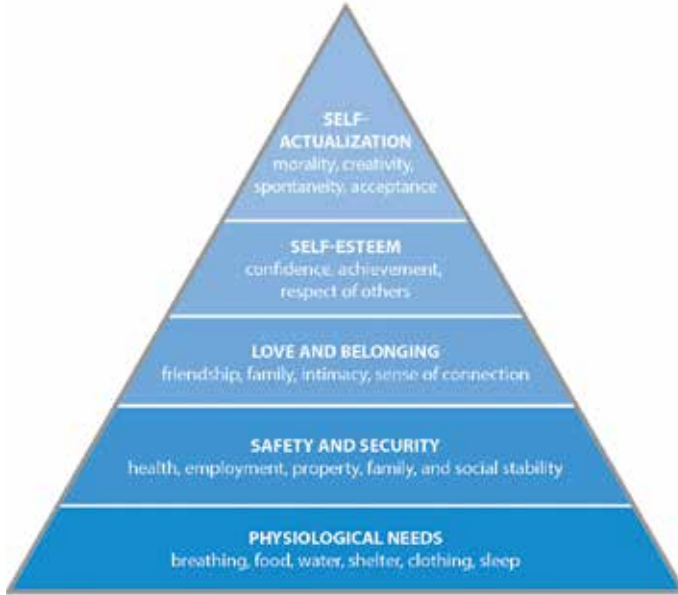 SELF-
ACTUALIZATION
morality, creativity,
spontaneity, acceptance
SELF-ESTEEM
confidence, achievement,
respect of others
LOVE AND BELONGING
friendship, family, intimacy, sense of connection
SAFETY AND SECURITY
health, employment, property, family, and social stability
PHYSIOLOGICAL NEEDS
breathing, food, water, shelter, clothing, sleep